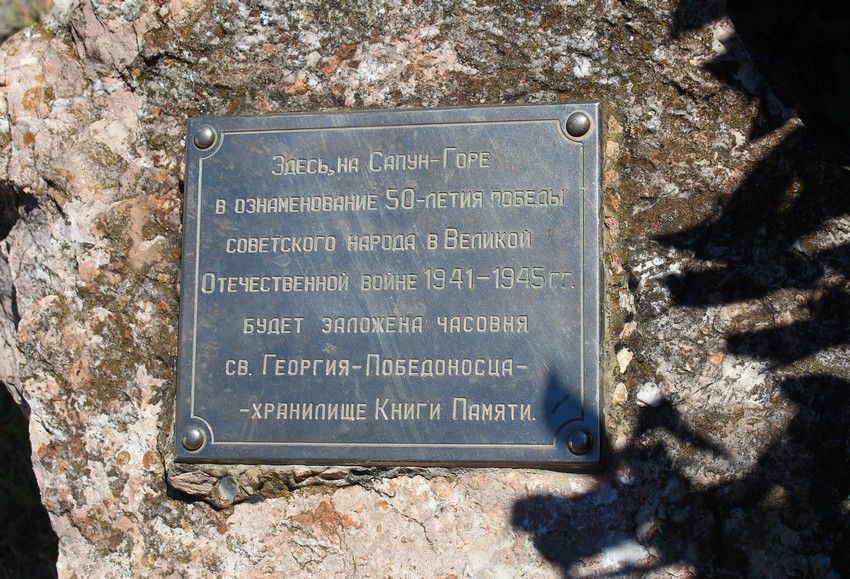 Здесь, на Сапун-Горе
в ознаменование 50-летия победы
советского народа в Великой
Отечественной войне 1941-1945 гг.
будет заложена часовня
св. Георгия-Победоносца-
-хранилище Книги Памяти.